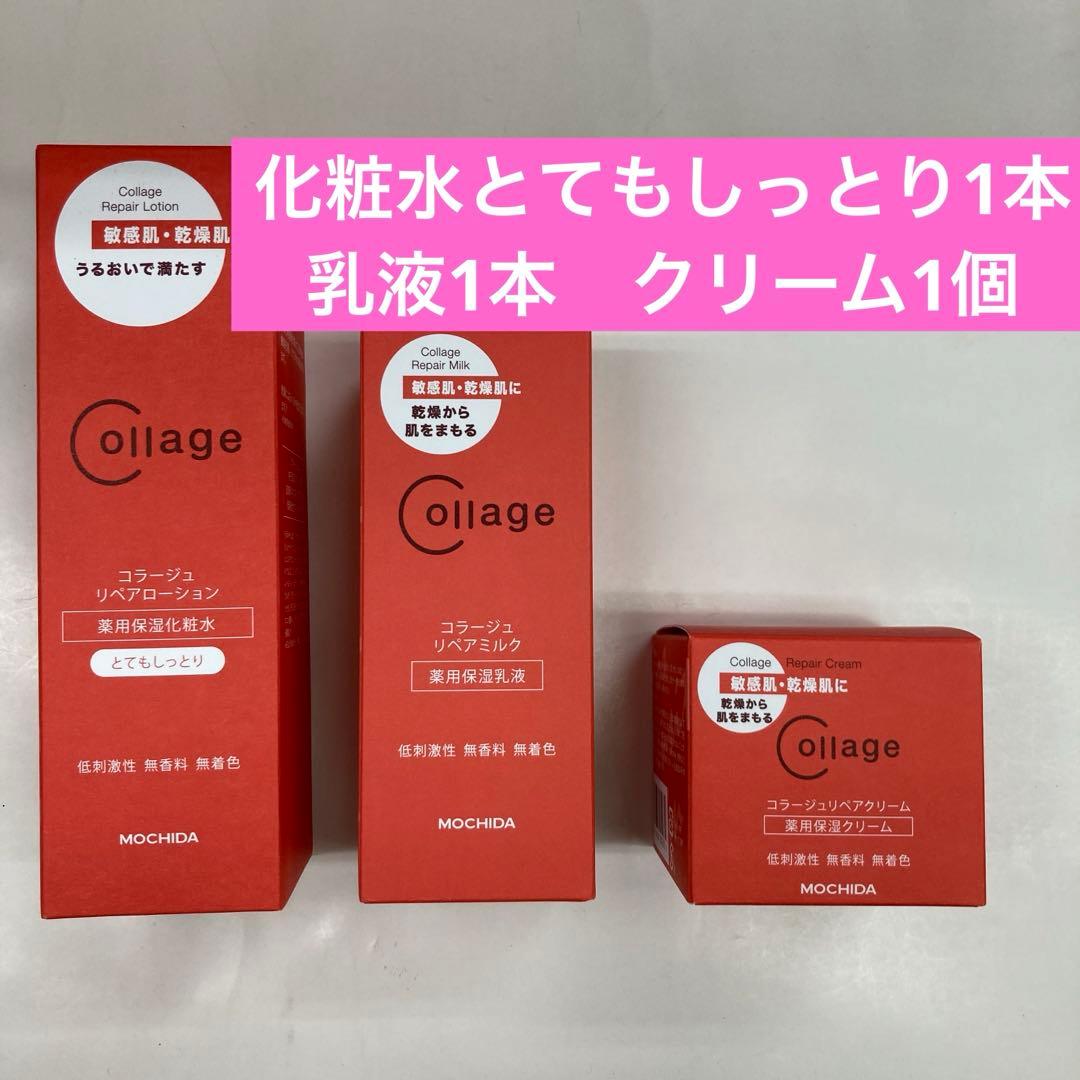 化粧水とてもしっとり1本
乳液1本　クリーム1個
Collage
Repair Lotion
敏感肌・乾燥肌
うるおいで満たす
Collage
コラージュ
リペアローション
薬用保湿化粧水
とてもしっとり
低刺激性 無香料 無着色
MOCHIDA
Collage
Repair Milk
敏感肌・乾燥肌に
乾燥から
肌をまもる
Collage
コラージュ
リペアミルク
薬用保湿乳液
低刺激性 無香料 無着色
MOCHIDA
Collage Repair Cream
敏感肌・乾燥肌に
乾燥から
肌をまもる
Collage
コラージュリペアクリーム
薬用保湿クリーム
低刺激性 無香料 無着色
MOCHIDA